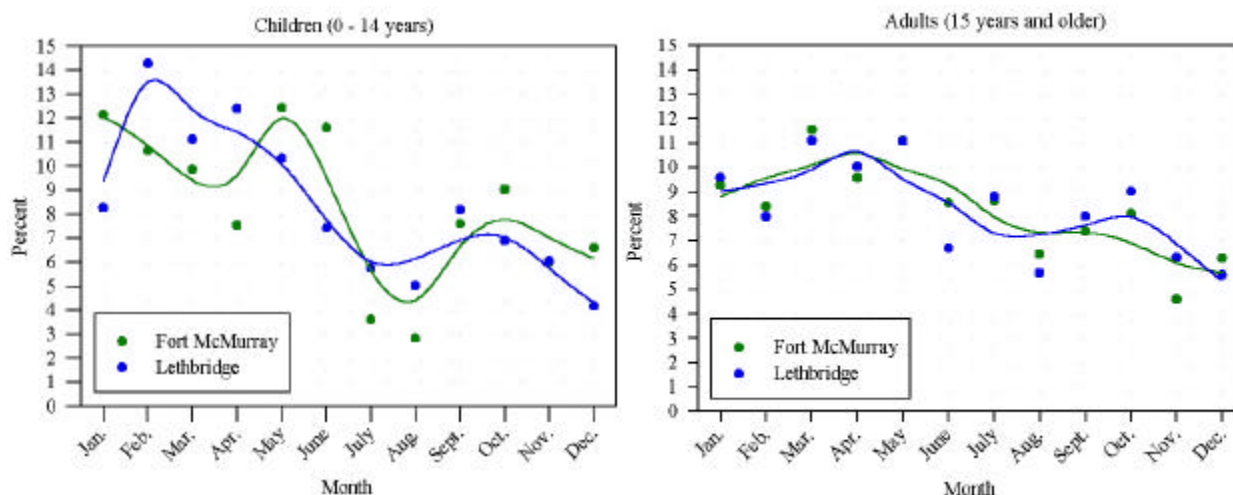 Children (0 - 14 years)
15
14
13
12
11
10
9
8
7
6
5
4
3
2
1
0
Percent
Fort McMurray
Lethbridge
Jan.
Feb.
Mar.
Apr.
May
June
July
Aug.
Sept.
Oct.
Nov.
Dec.
Month
Adults (15 years and older)
15
14
13
12
11
10
9
8
7
6
5
4
3
2
1
0
Percent
Fort McMurray
Lethbridge
Jan.
Feb.
Mar.
Apr.
May
June
July
Aug.
Sept.
Oct.
Nov.
Dec.
Month